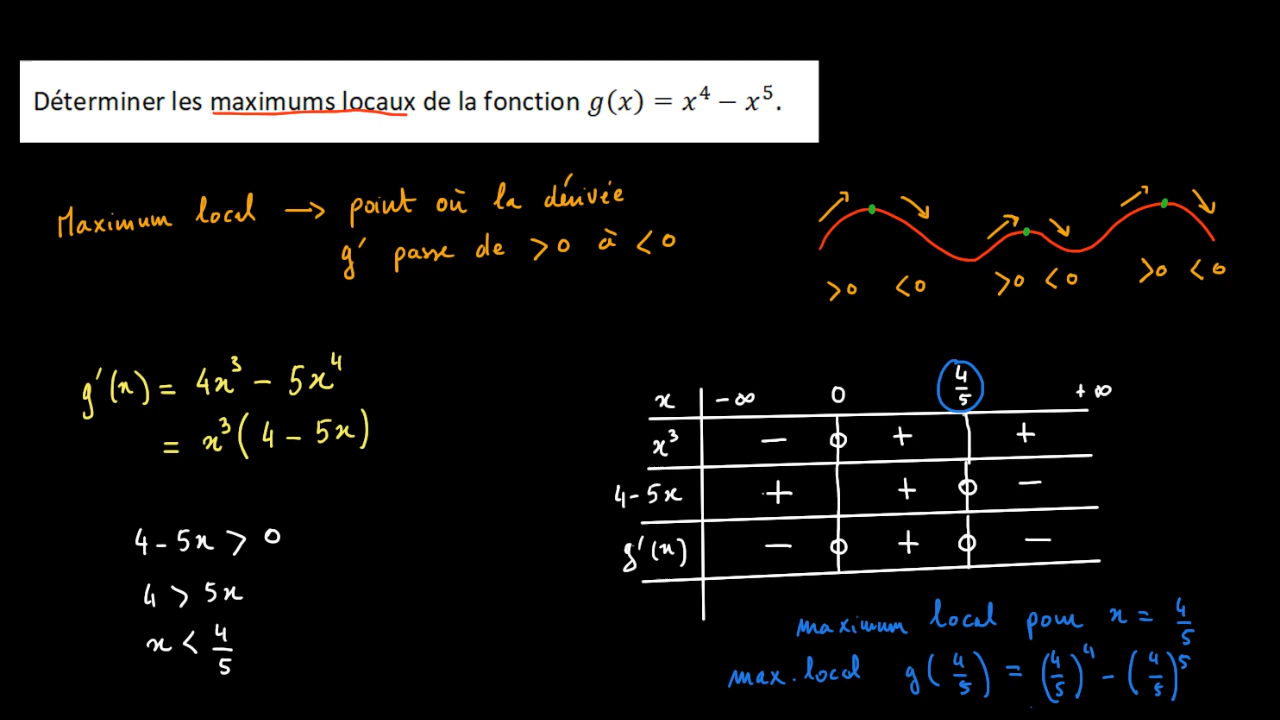 Déterminer les maximums locaux de la fonction g(x) = x⁴ − x⁵.
Maximum local → point où la dérivée
g' passe de >0 à <0
>0 <0 >0 <0 >0 <0
g'(x) = 4x³ − 5x⁴
= x³(4 − 5x)
4 − 5x > 0
4 > 5x
x < 4/5
x −∞ 0 4/5 +∞
x³ − 0 + +
4−5x + + 0 −
g'(x) − 0 + 0 −
maximum local pour x = 4/5
max. local g(4/5) = (4/5)⁴ − (4/5)⁵